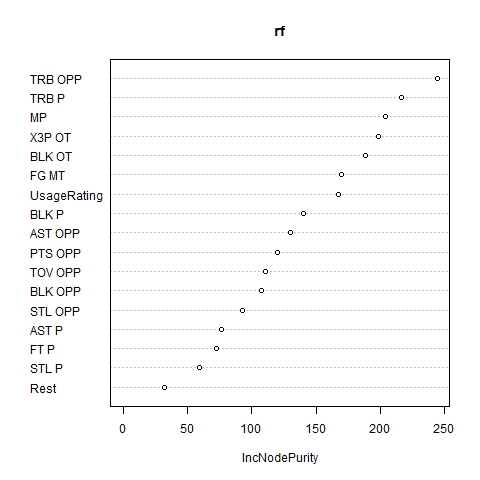 rf
TRB OPP
TRB P
MP
X3P OT
BLK OT
FG MT
UsageRating
BLK P
AST OPP
PTS OPP
TOV OPP
BLK OPP
STL OPP
AST P
FT P
STL P
Rest
0 50 100 150 200 250
IncNodePurity